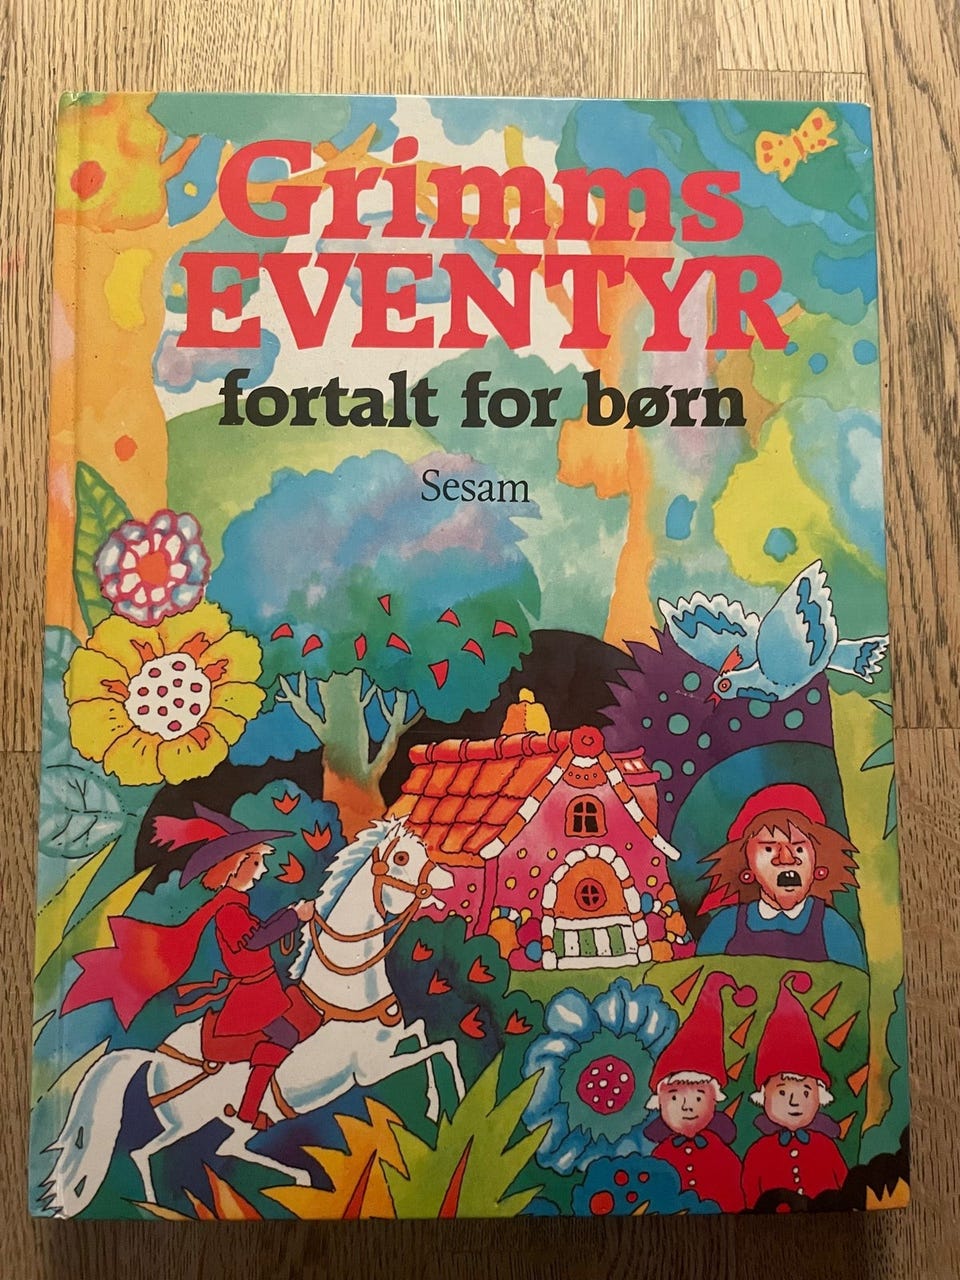 Grimms
EVENTYR
fortalt for børn
Sesam